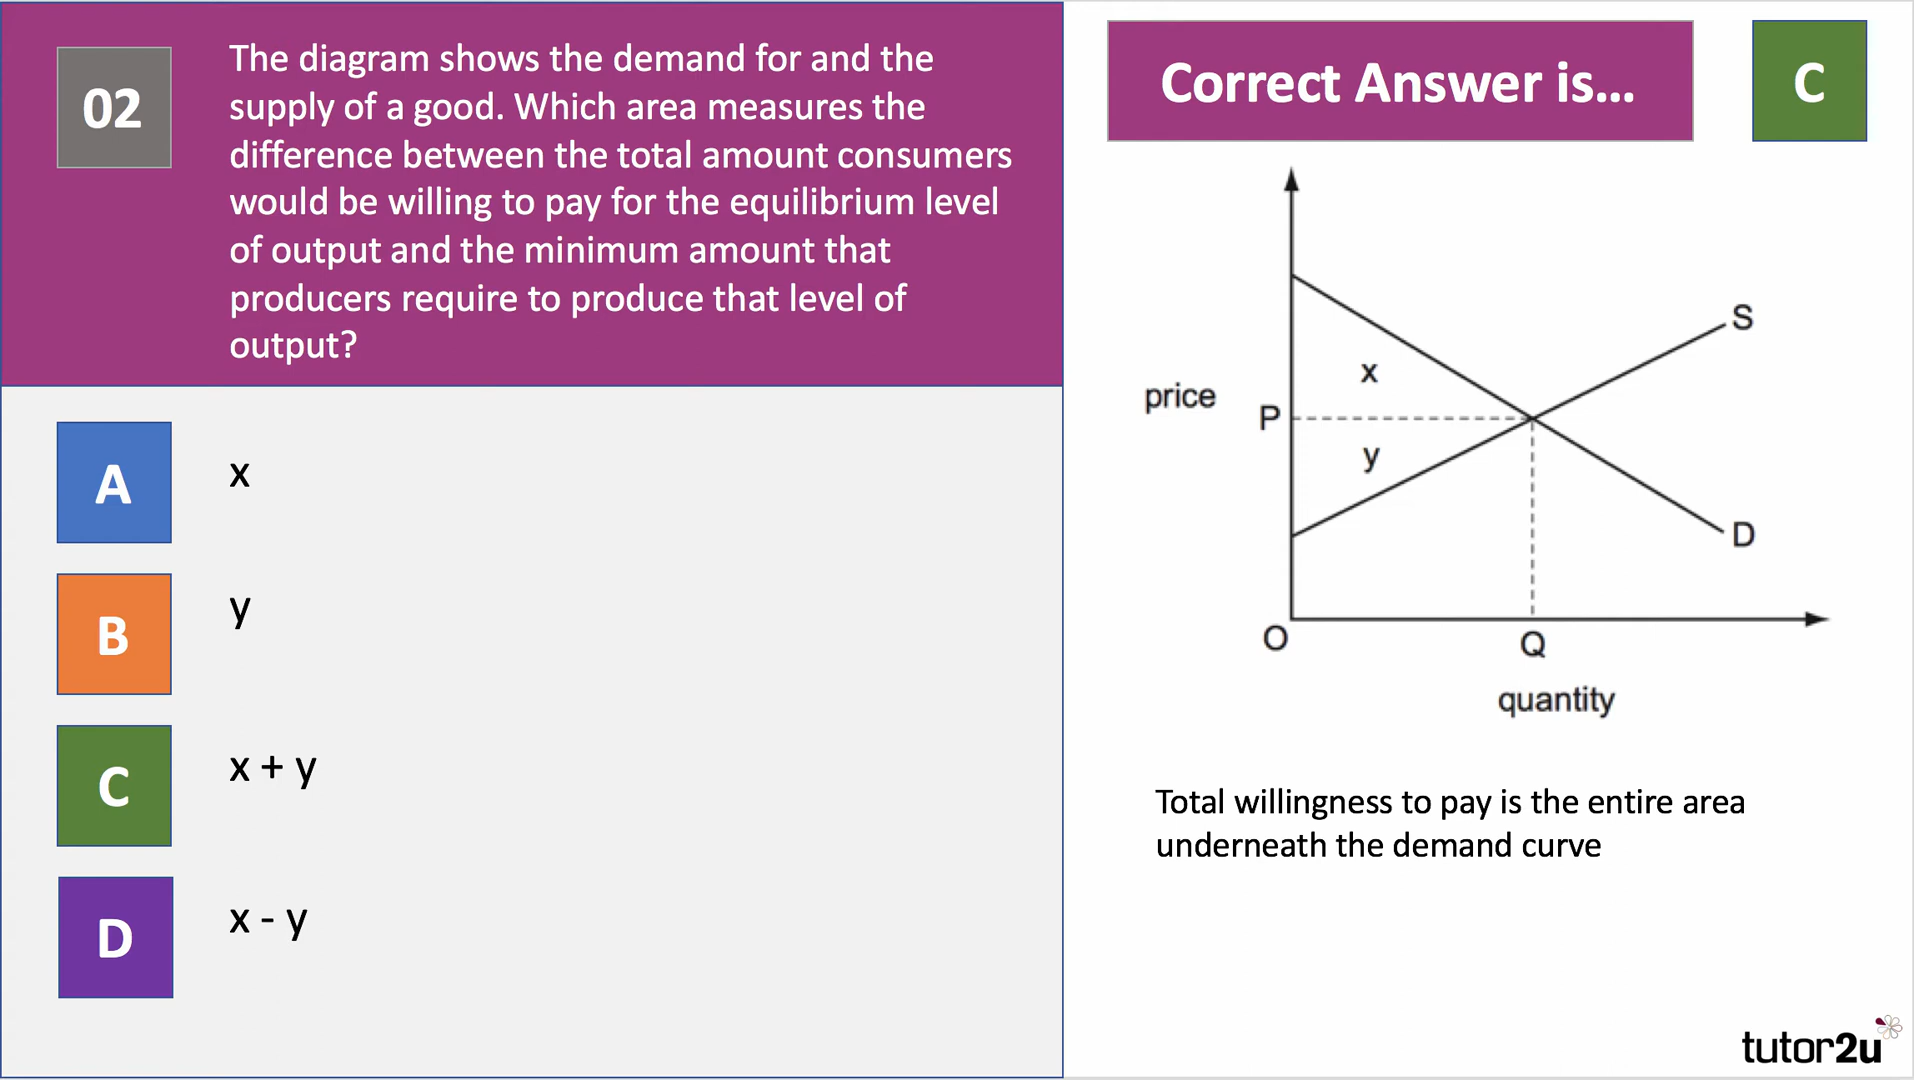 02
The diagram shows the demand for and the
supply of a good. Which area measures the
difference between the total amount consumers
would be willing to pay for the equilibrium level
of output and the minimum amount that
producers require to produce that level of
output?
A
x
B
y
C
x + y
D
x - y
Correct Answer is...
C
price
P
x
y
S
D
O
Q
quantity
Total willingness to pay is the entire area
underneath the demand curve
tutor2u